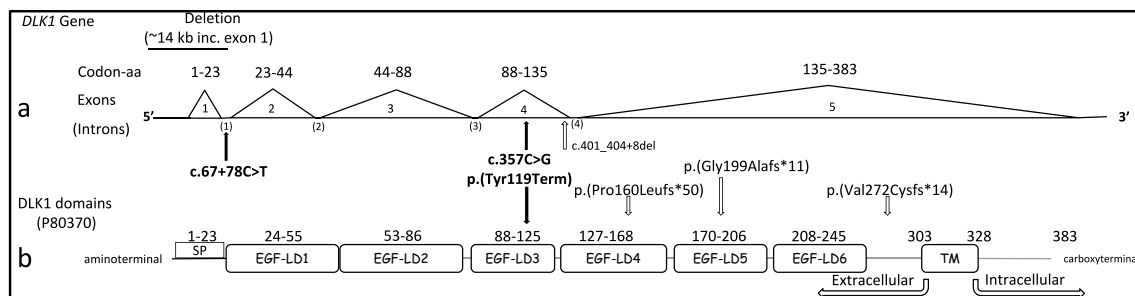 DLK1 Gene
Deletion
(~14 kb inc. exon 1)
Codon-aa 1-23 23-44 44-88 88-135 135-383
a
Exons
(Introns)
5' 1 2 3 4 5 3'
(1) (2) (3) (4)
c.401_404+8del
c.67+78C>T
c.357C>G
p.(Tyr119Term)
p.(Gly199Alafs*11)
p.(Pro160Leufs*50)
p.(Val272Cysfs*14)
DLK1 domains
(P80370)
1-23 24-55 53-86 88-125 127-168 170-206 208-245 303 328 383
b
aminoterminal SP EGF-LD1 EGF-LD2 EGF-LD3 EGF-LD4 EGF-LD5 EGF-LD6 TM carboxyterminal
Extracellular Intracellular